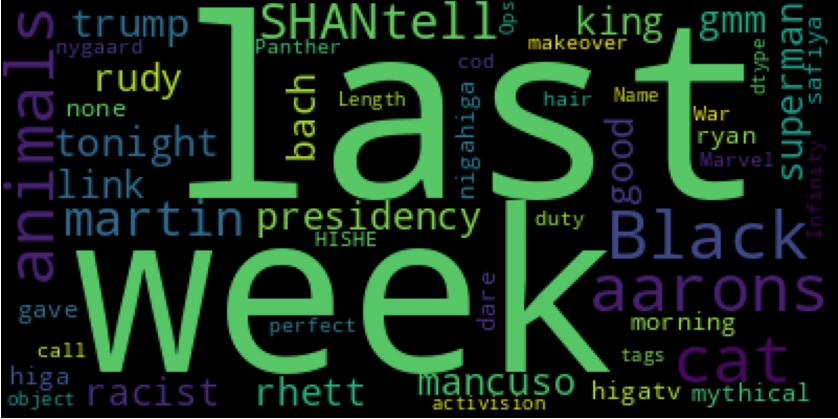 last
week
trump
SHANtell
Ops
king
gmm
superman
safiya
animals
nygaard
Panther
makeover
dtype
rudy
cod
none
bach
Length
nigahiga
hair
Name
War
ryan
tonight
good
Marvel
Infinity
link
martin
presidency
duty
Black
HISHE
aarons
gave
perfect
dare
morning
call
tags
cat
higa
object
racist
rhett
mancuso
activision
higatv
mythical